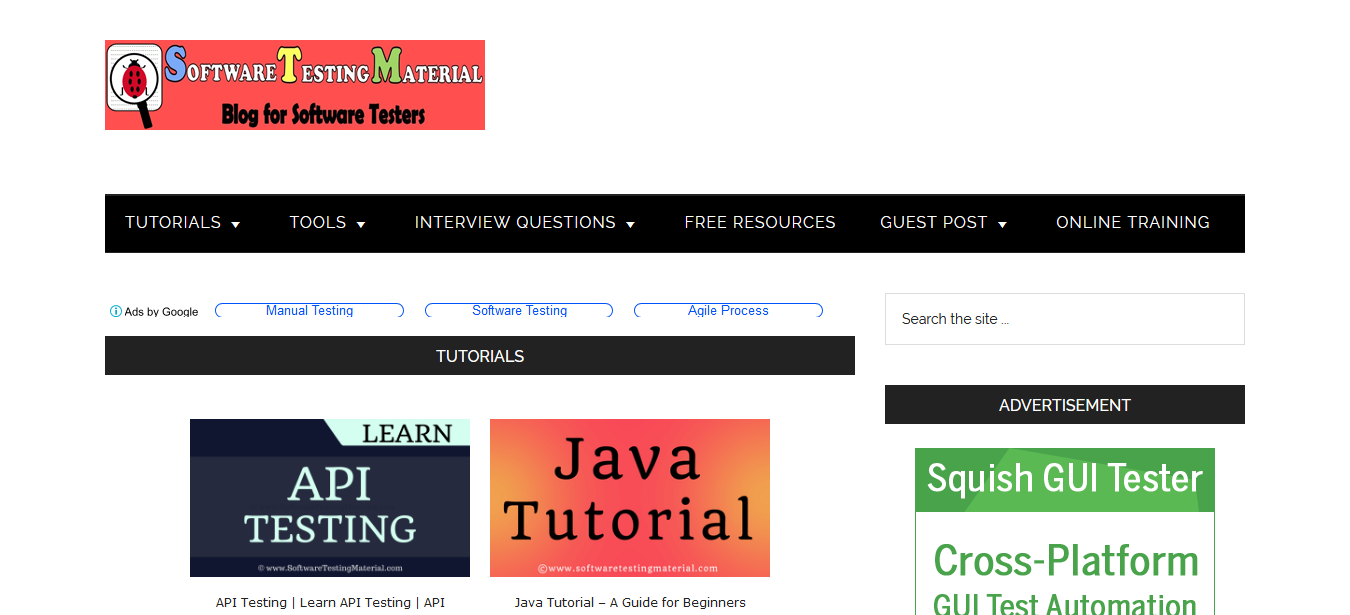 SOFTWARETESTINGMATERIAL
Blog for Software Testers
TUTORIALS TOOLS INTERVIEW QUESTIONS FREE RESOURCES GUEST POST ONLINE TRAINING
Ads by Google Manual Testing Software Testing Agile Process
Search the site ...
TUTORIALS
ADVERTISEMENT
LEARN
API
TESTING
© www.SoftwareTestingMaterial.com
Java
Tutorial
©www.softwaretestingmaterial.com
API Testing | Learn API Testing | API
Java Tutorial – A Guide for Beginners
Squish GUI Tester
Cross-Platform
GUI Test Automation